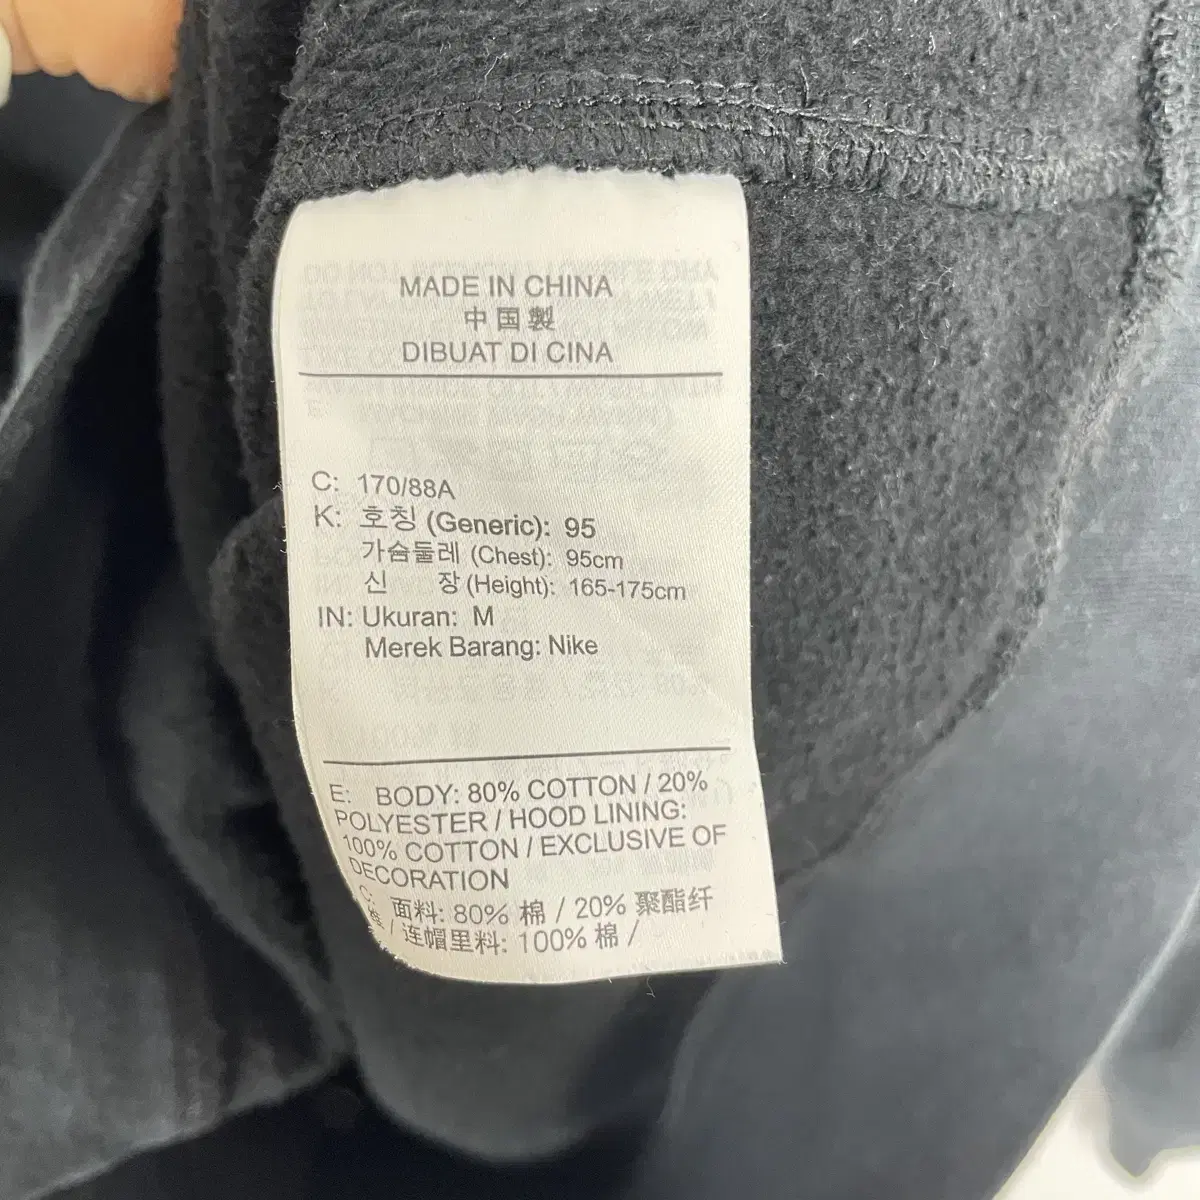 MADE IN CHINA
中国製
DIBUAT DI CINA
C: 170/88A
K: 호칭 (Generic): 95
가슴둘레 (Chest): 95cm
신 장 (Height): 165-175cm
IN: Ukuran: M
Merek Barang: Nike
E: BODY: 80% COTTON / 20%
POLYESTER / HOOD LINING:
100% COTTON / EXCLUSIVE OF
DECORATION
C: 面料: 80% 棉 / 20% 聚酯纤
/ 连帽里料: 100% 棉 /